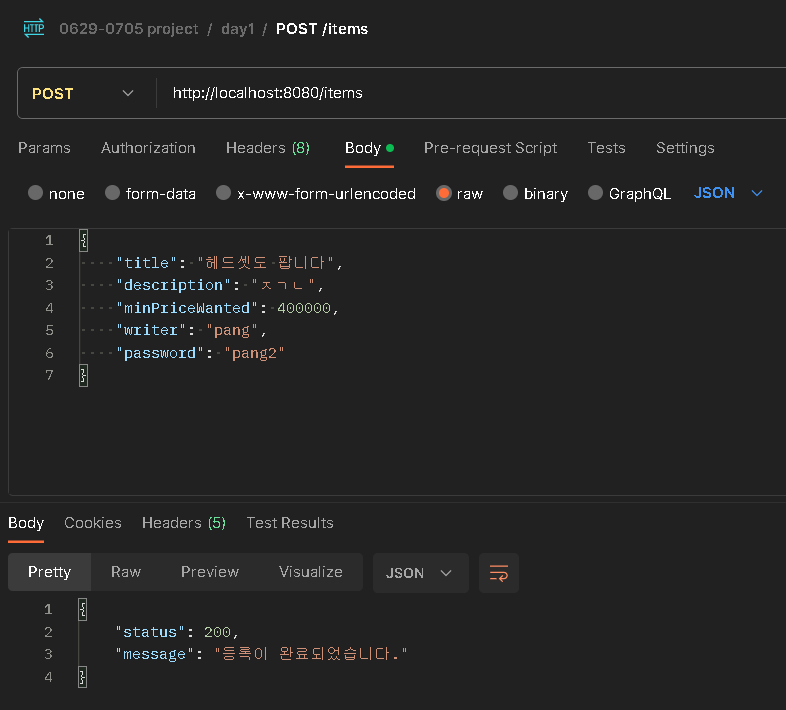 HTTP 0629-0705 project / day1 / POST /items
POST http://localhost:8080/items
Params Authorization Headers (8) Body Pre-request Script Tests Settings
none form-data x-www-form-urlencoded raw binary GraphQL JSON
1 {
2 "title": "헤드셋도 팝니다",
3 "description": "ㅈㄱㄴ",
4 "minPriceWanted": 400000,
5 "writer": "pang",
6 "password": "pang2"
7 }
Body Cookies Headers (5) Test Results
Pretty Raw Preview Visualize JSON
1 {
2 "status": 200,
3 "message": "등록이 완료되었습니다."
4 }